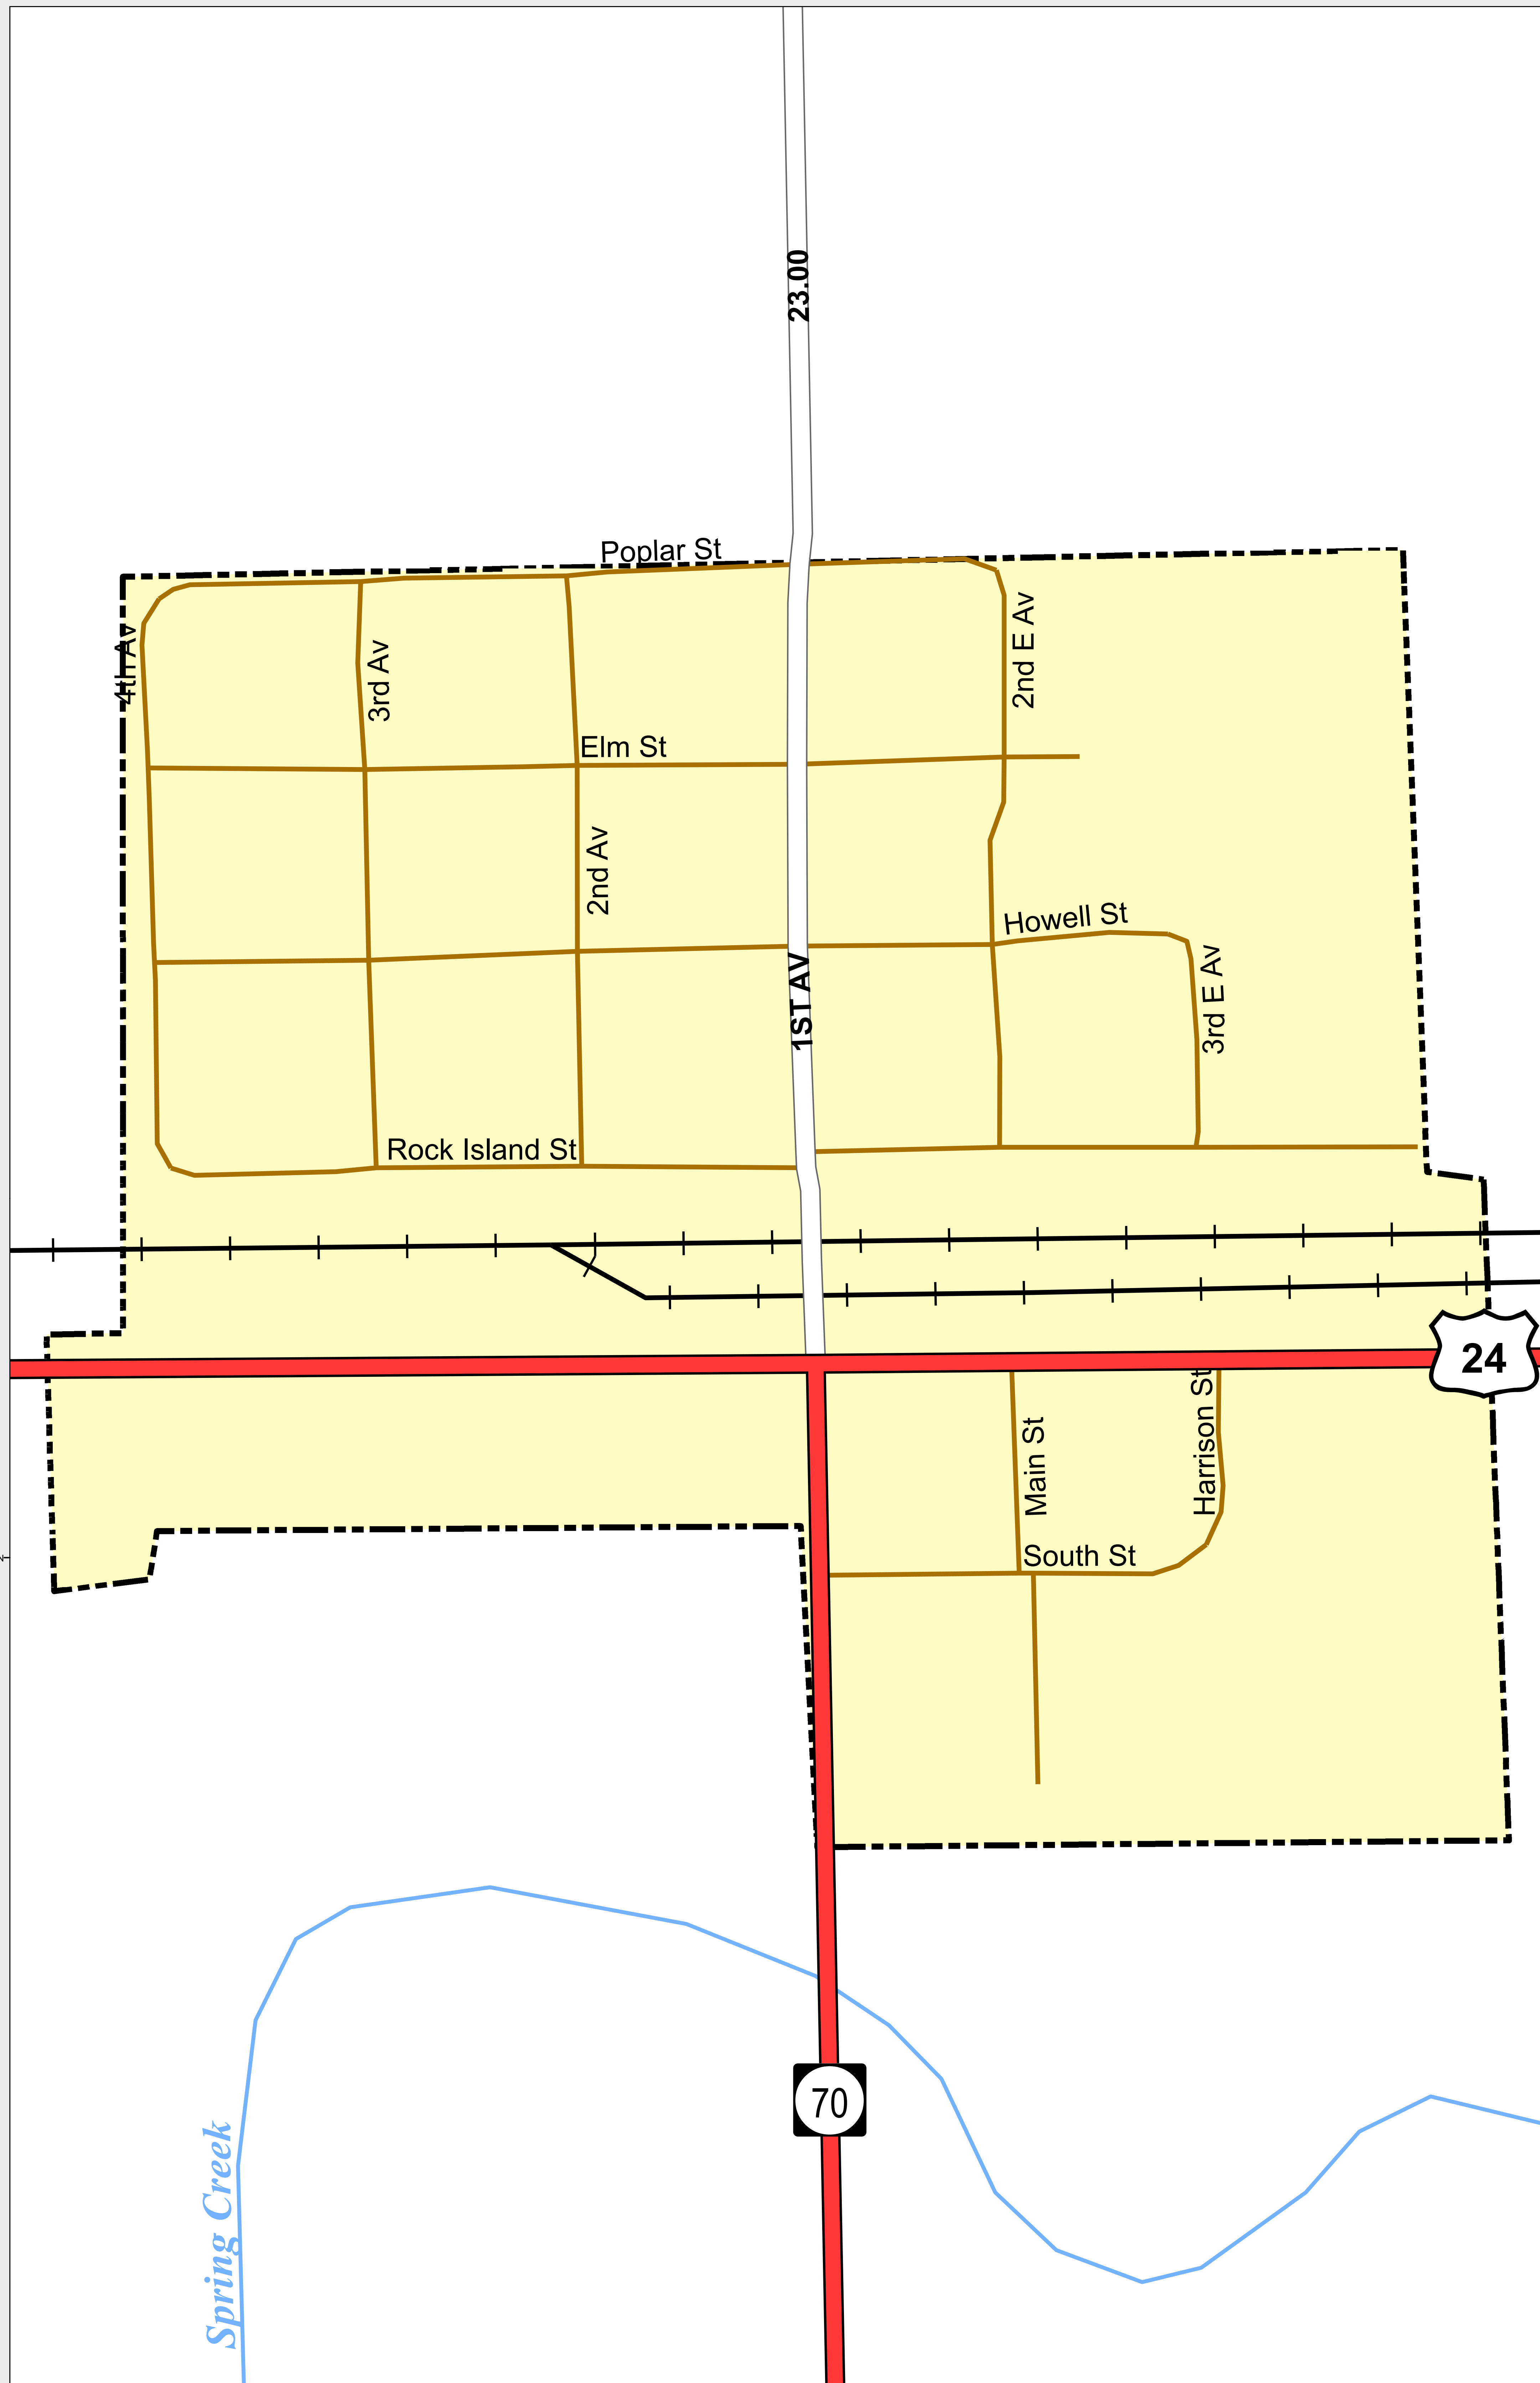 23.00
Poplar St
4th Av
3rd Av
2nd E Av
Elm St
2nd Av
Howell St
1ST AV
3rd E Av
Rock Island St
24
Main St
Harrison St
South St
70
Spring Creek